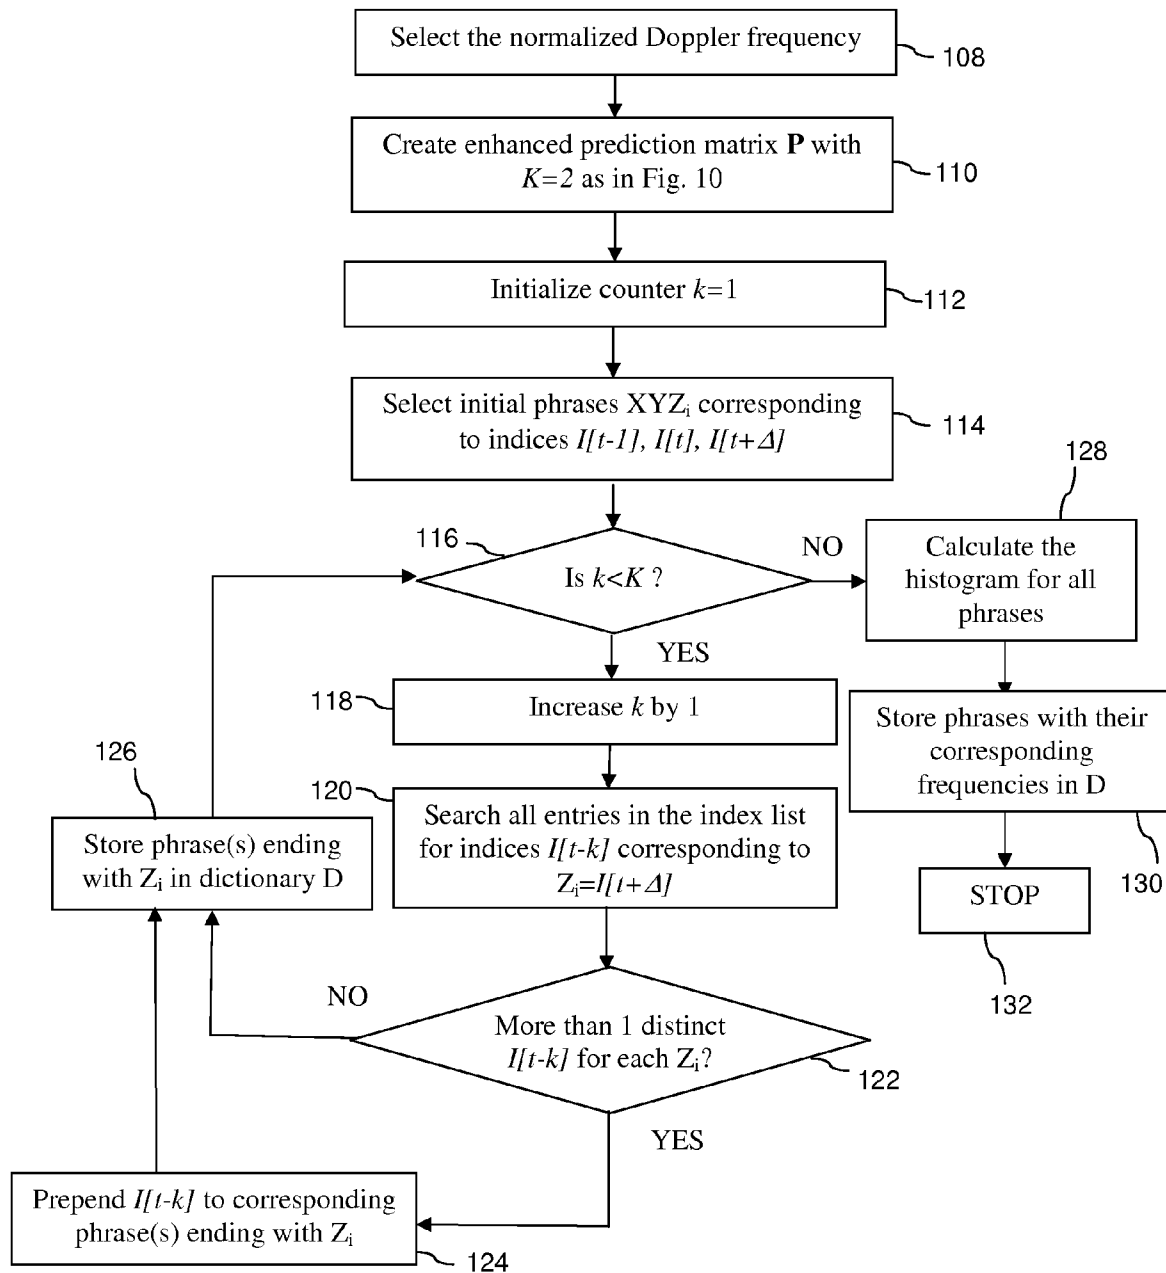 Select the normalized Doppler frequency
108
Create enhanced prediction matrix P with
K=2 as in Fig. 10
110
Initialize counter k=1
112
Select initial phrases XYZi corresponding
to indices I[t-1], I[t], I[t+Δ]
114
116
Is k<K ?
NO
128
Calculate the
histogram for all
phrases
YES
118
Increase k by 1
Store phrases with their
corresponding
frequencies in D
130
126
120
Search all entries in the index list
for indices I[t-k] corresponding to
Zi=I[t+Δ]
Store phrase(s) ending
with Zi in dictionary D
STOP
132
NO
More than 1 distinct
I[t-k] for each Zi?
122
YES
Prepend I[t-k] to corresponding
phrase(s) ending with Zi
124